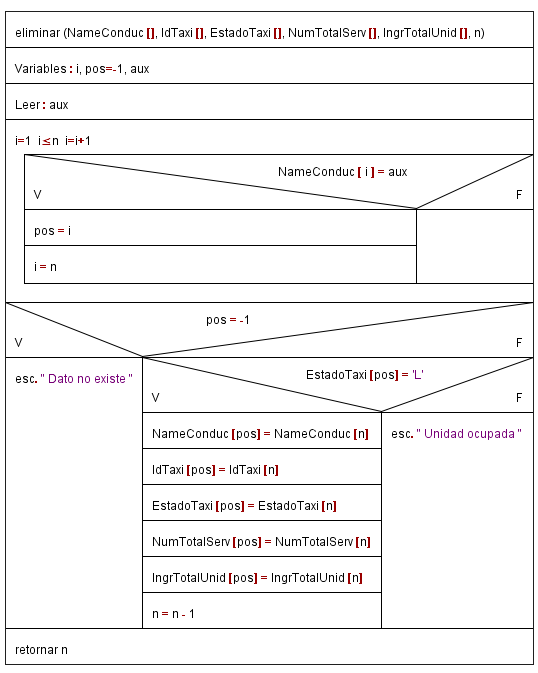 eliminar (NameConduc [], IdTaxi [], EstadoTaxi [], NumTotalServ [], IngrTotalUnid [], n)
Variables : i, pos=-1, aux
Leer : aux
i=1 i≤n i=i+1
NameConduc [ i ] = aux
V F
pos = i
i = n
pos = -1
V F
esc. " Dato no existe "
EstadoTaxi [pos] = 'L'
V F
NameConduc [pos] = NameConduc [n]
esc. " Unidad ocupada "
IdTaxi [pos] = IdTaxi [n]
EstadoTaxi [pos] = EstadoTaxi [n]
NumTotalServ [pos] = NumTotalServ [n]
IngrTotalUnid [pos] = IngrTotalUnid [n]
n = n - 1
retornar n